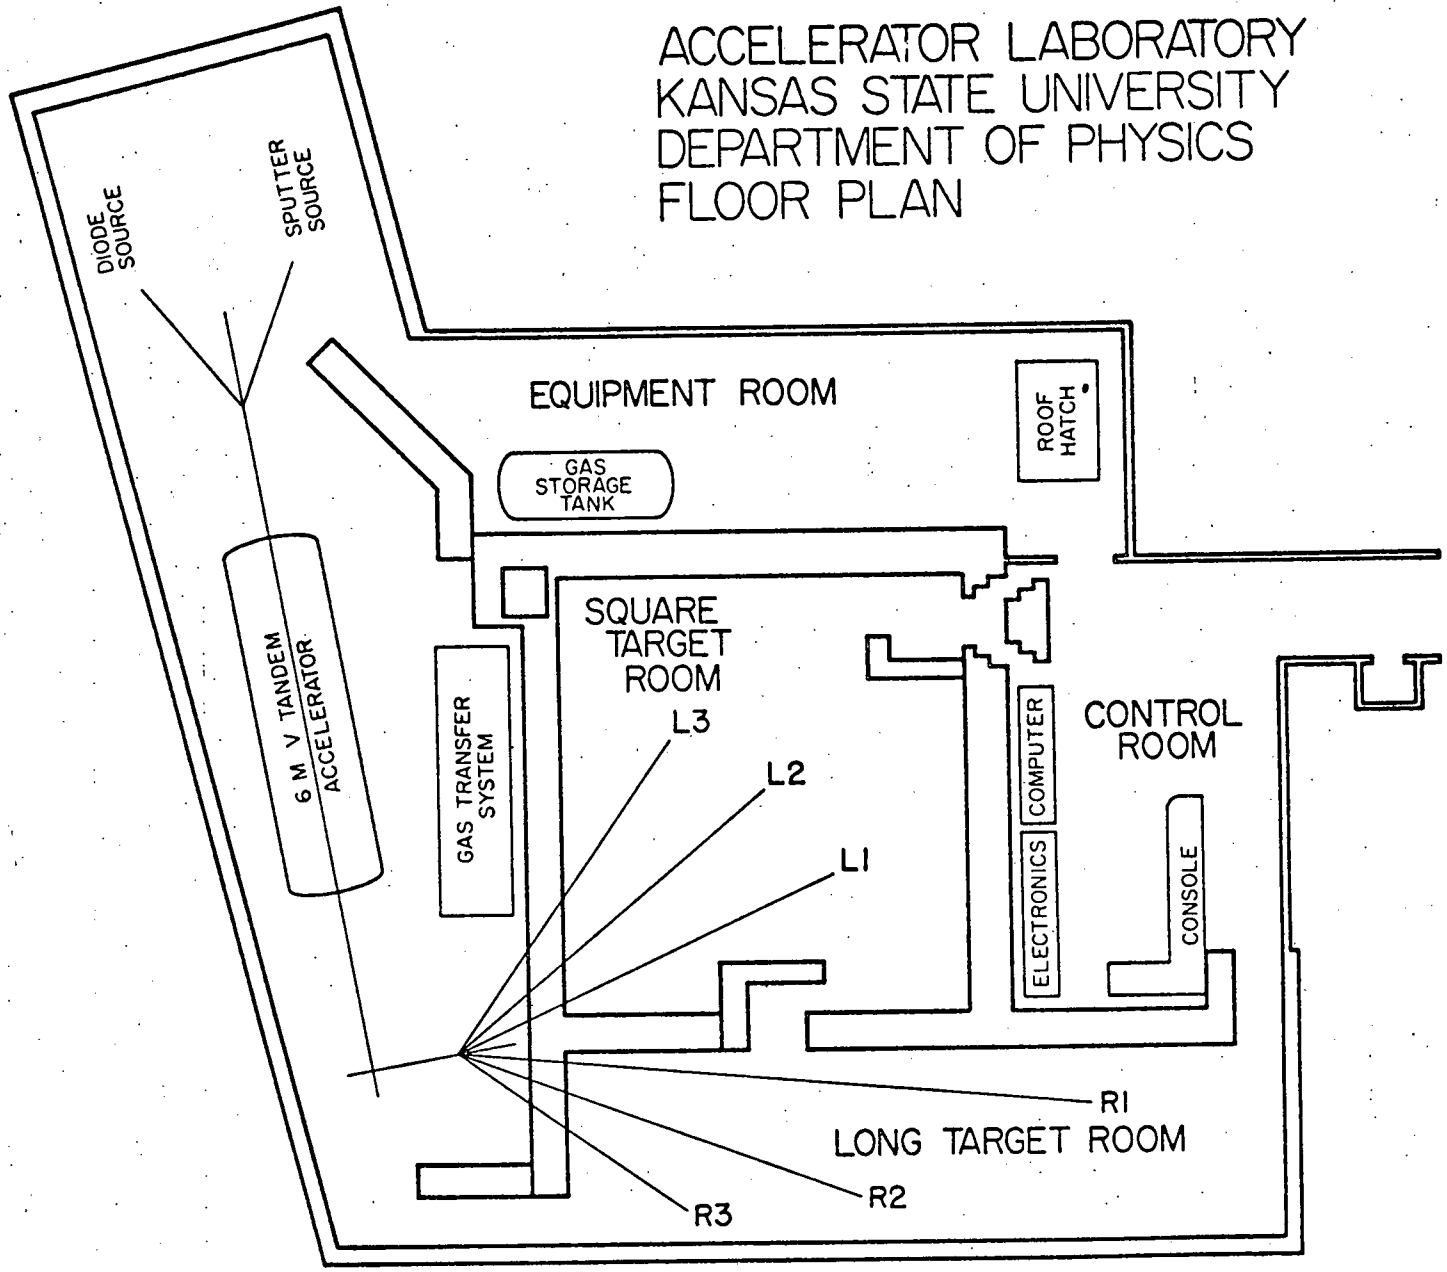 ACCELERATOR LABORATORY
KANSAS STATE UNIVERSITY
DEPARTMENT OF PHYSICS
FLOOR PLAN
DIODE
SOURCE
SPUTTER
SOURCE
EQUIPMENT ROOM
ROOF
HATCH
GAS
STORAGE
TANK
SQUARE
TARGET
ROOM
6 M V TANDEM
ACCELERATOR
GAS TRANSFER
SYSTEM
L3
L2
L1
COMPUTER
CONTROL
ROOM
ELECTRONICS
CONSOLE
R1
LONG TARGET ROOM
R2
R3